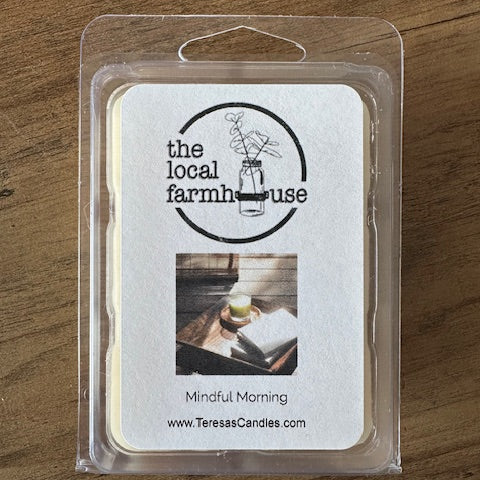 the
local
farmhouse
Mindful Morning
www.TeresasCandles.com